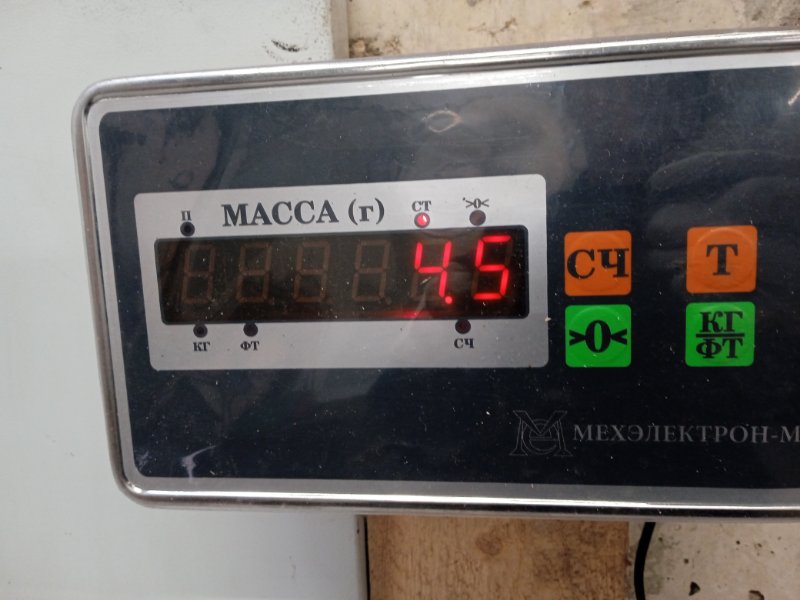 П МАССА (г) СТ >0<
4.5
КГ ФТ СЧ
СЧ Т
>0< КГ
ФТ
МЕХЭЛЕКТРОН-М